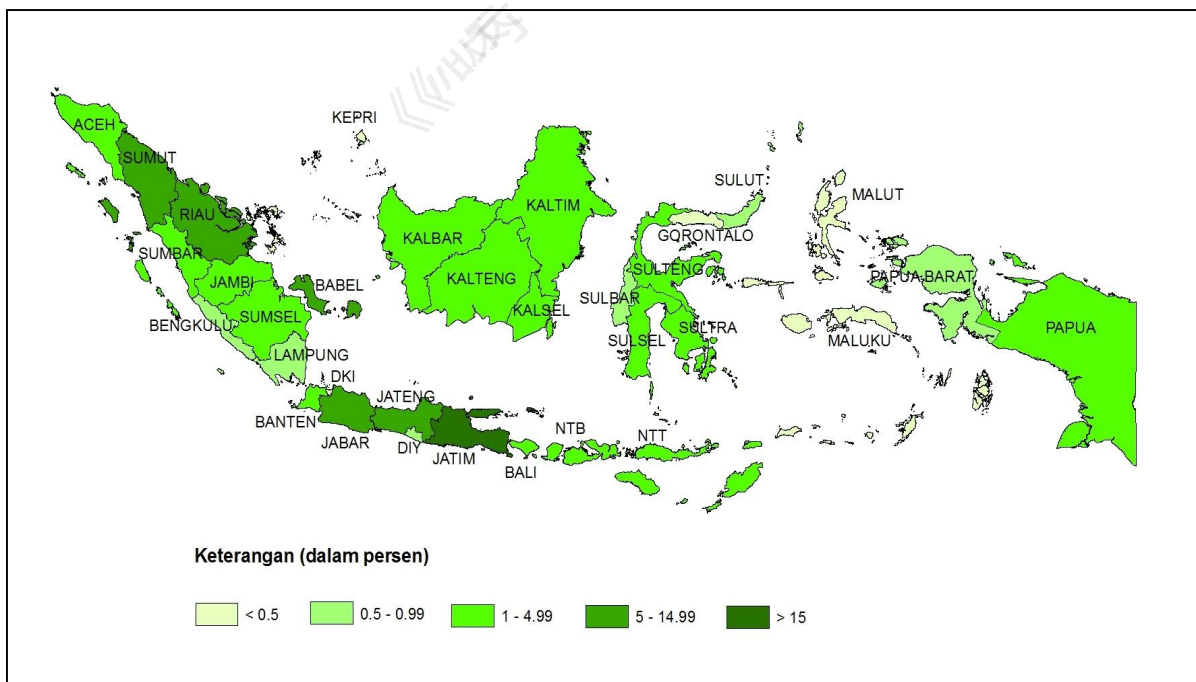 KEPRI
ACEH
SUMUT
RIAU
SUMBAR
JAMBI
BABEL
BENGKULU
SUMSEL
LAMPUNG
DKI
BANTEN
JATENG
JABAR
DIY
JATIM
BALI
NTB
NTT
KALBAR
KALTIM
KALTENG
KALSEL
SULUT
GORONTALO
SULTENG
SULBAR
SULSEL
SULTRA
MALUT
MALUKU
PAPUA BARAT
PAPUA
Keterangan (dalam persen)
< 0.5
0.5 - 0.99
1 - 4.99
5 - 14.99
> 15